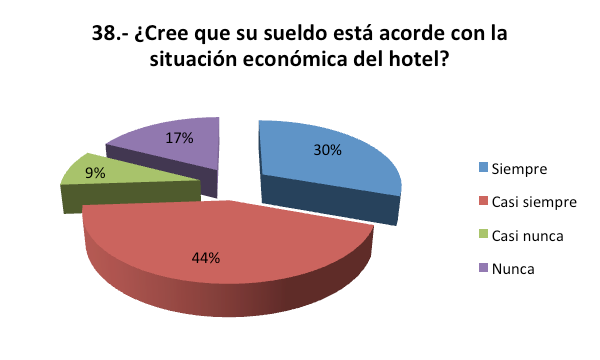 38.- ¿Cree que su sueldo está acorde con la
situación económica del hotel?
17%
30%
9%
44%
Siempre
Casi siempre
Casi nunca
Nunca